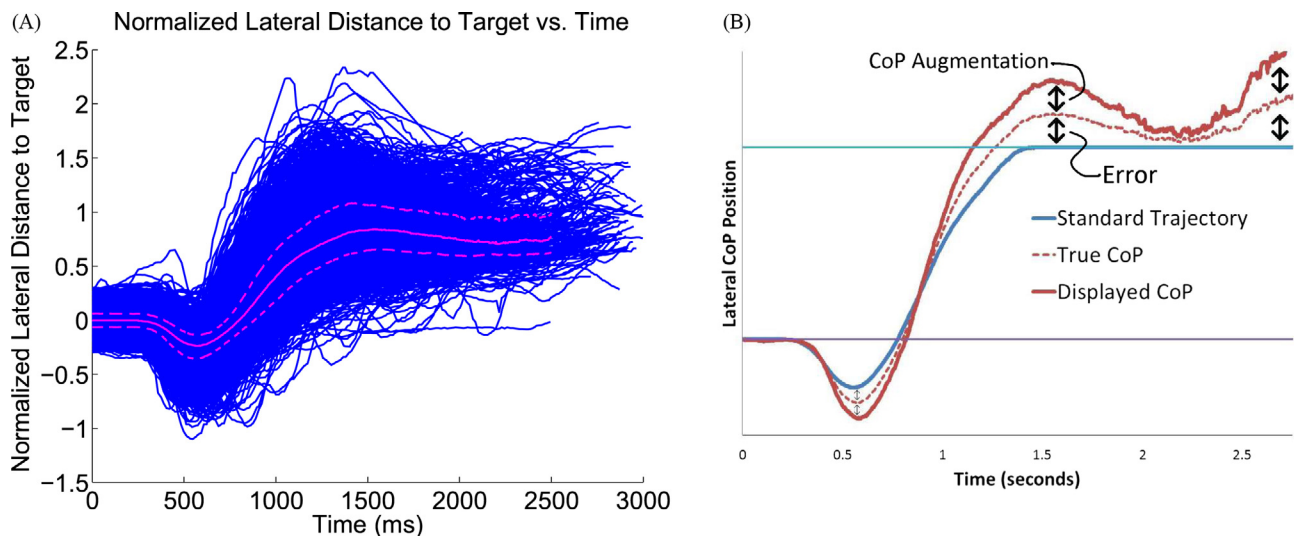 (A)
Normalized Lateral Distance to Target vs. Time
Normalized Lateral Distance to Target
2.5
2
1.5
1
0.5
0
−0.5
−1
−1.5
0 500 1000 1500 2000 2500 3000
Time (ms)
(B)
CoP Augmentation
Error
Standard Trajectory
True CoP
Displayed CoP
Lateral CoP Position
0 0.5 1 1.5 2 2.5
Time (seconds)